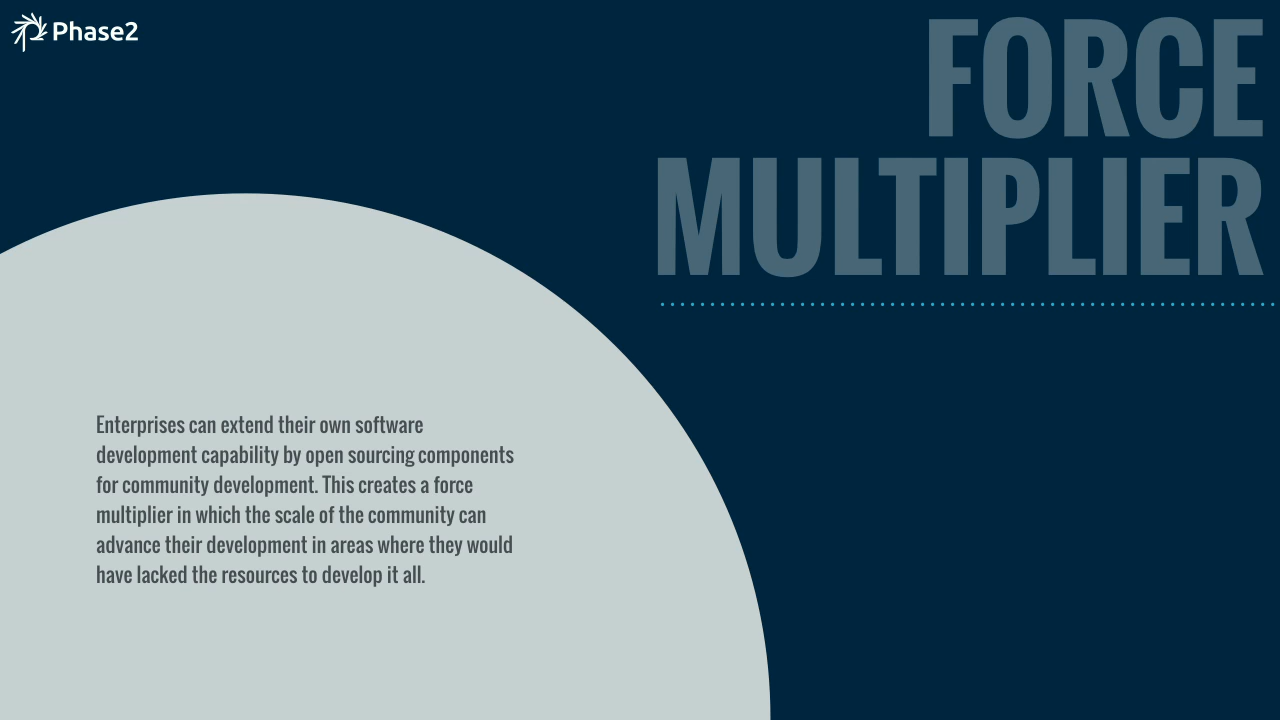 Phase2
FORCE
MULTIPLIER
Enterprises can extend their own software
development capability by open sourcing components
for community development. This creates a force
multiplier in which the scale of the community can
advance their development in areas where they would
have lacked the resources to develop it all.